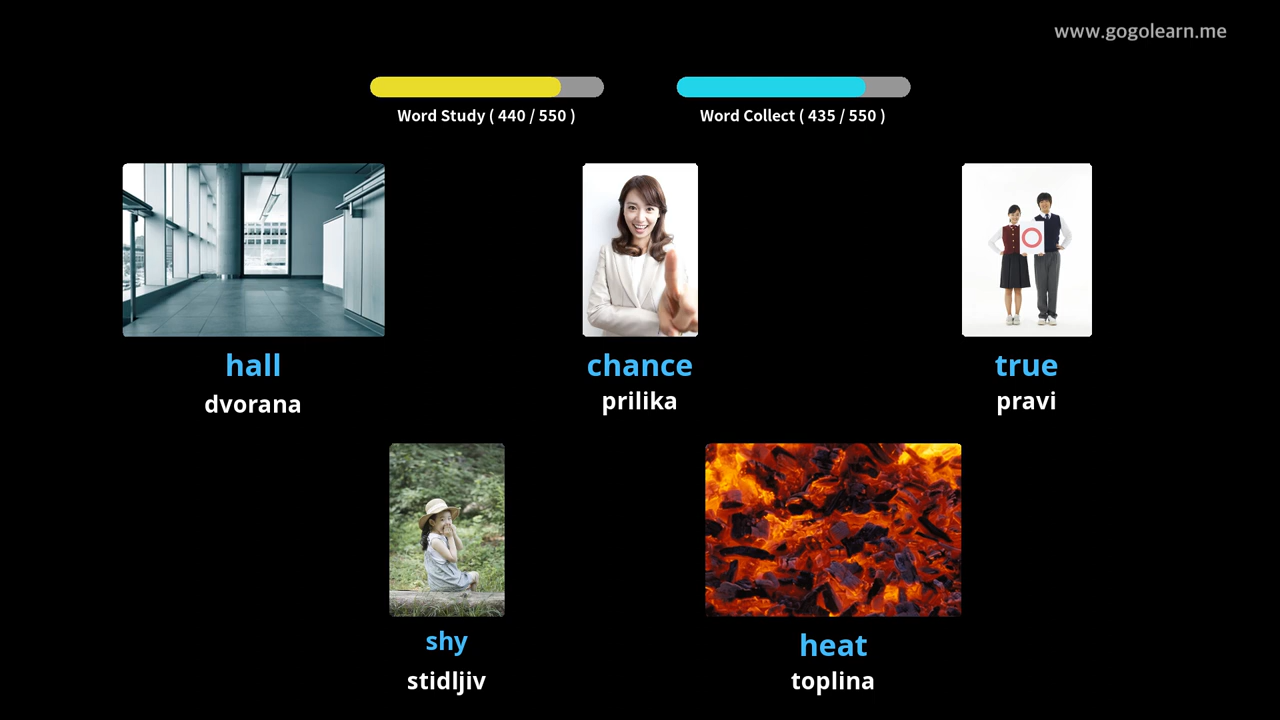 www.gogolearn.me
Word Study ( 440 / 550 )
Word Collect ( 435 / 550 )
hall
dvorana
chance
prilika
true
pravi
shy
stidljiv
heat
toplina